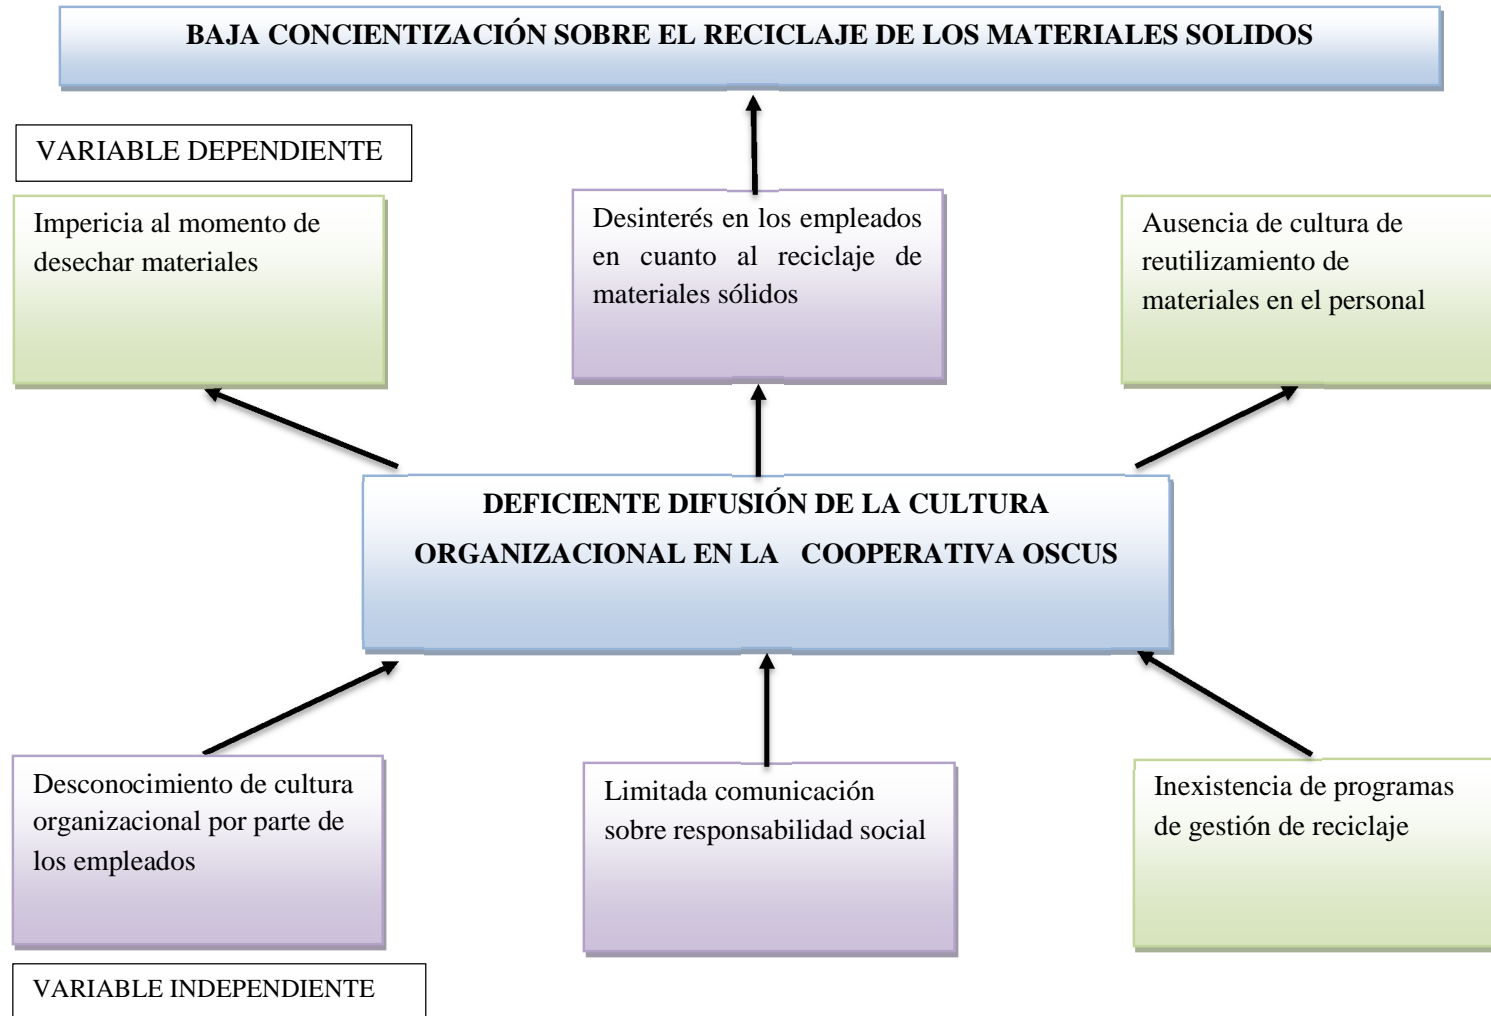 BAJA CONCIENTIZACIÓN SOBRE EL RECICLAJE DE LOS MATERIALES SOLIDOS
VARIABLE DEPENDIENTE
Impericia al momento de
desechar materiales
Desinterés en los empleados
en cuanto al reciclaje de
materiales sólidos
Ausencia de cultura de
reutilizamiento de
materiales en el personal
DEFICIENTE DIFUSIÓN DE LA CULTURA
ORGANIZACIONAL EN LA COOPERATIVA OSCUS
Desconocimiento de cultura
organizacional por parte de
los empleados
Limitada comunicación
sobre responsabilidad social
Inexistencia de programas
de gestión de reciclaje
VARIABLE INDEPENDIENTE